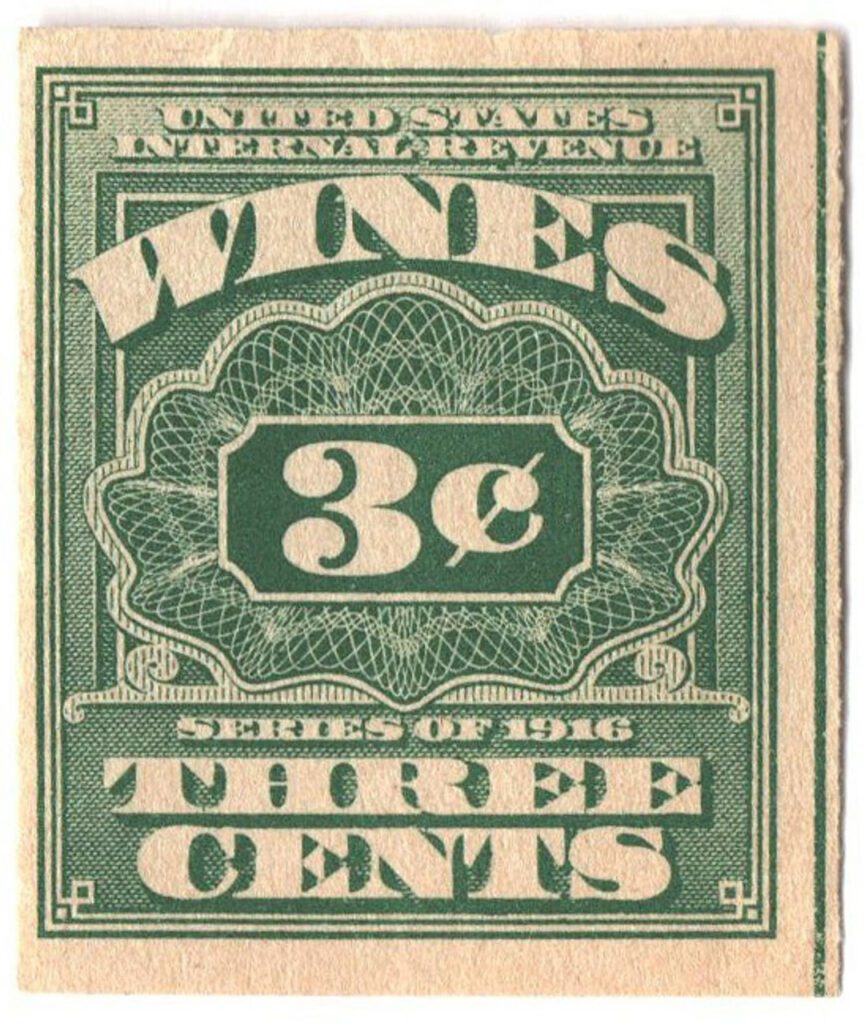 UNITED STATES
INTERNAL REVENUE
WINES
3¢
SERIES OF 1916
THREE
CENTS